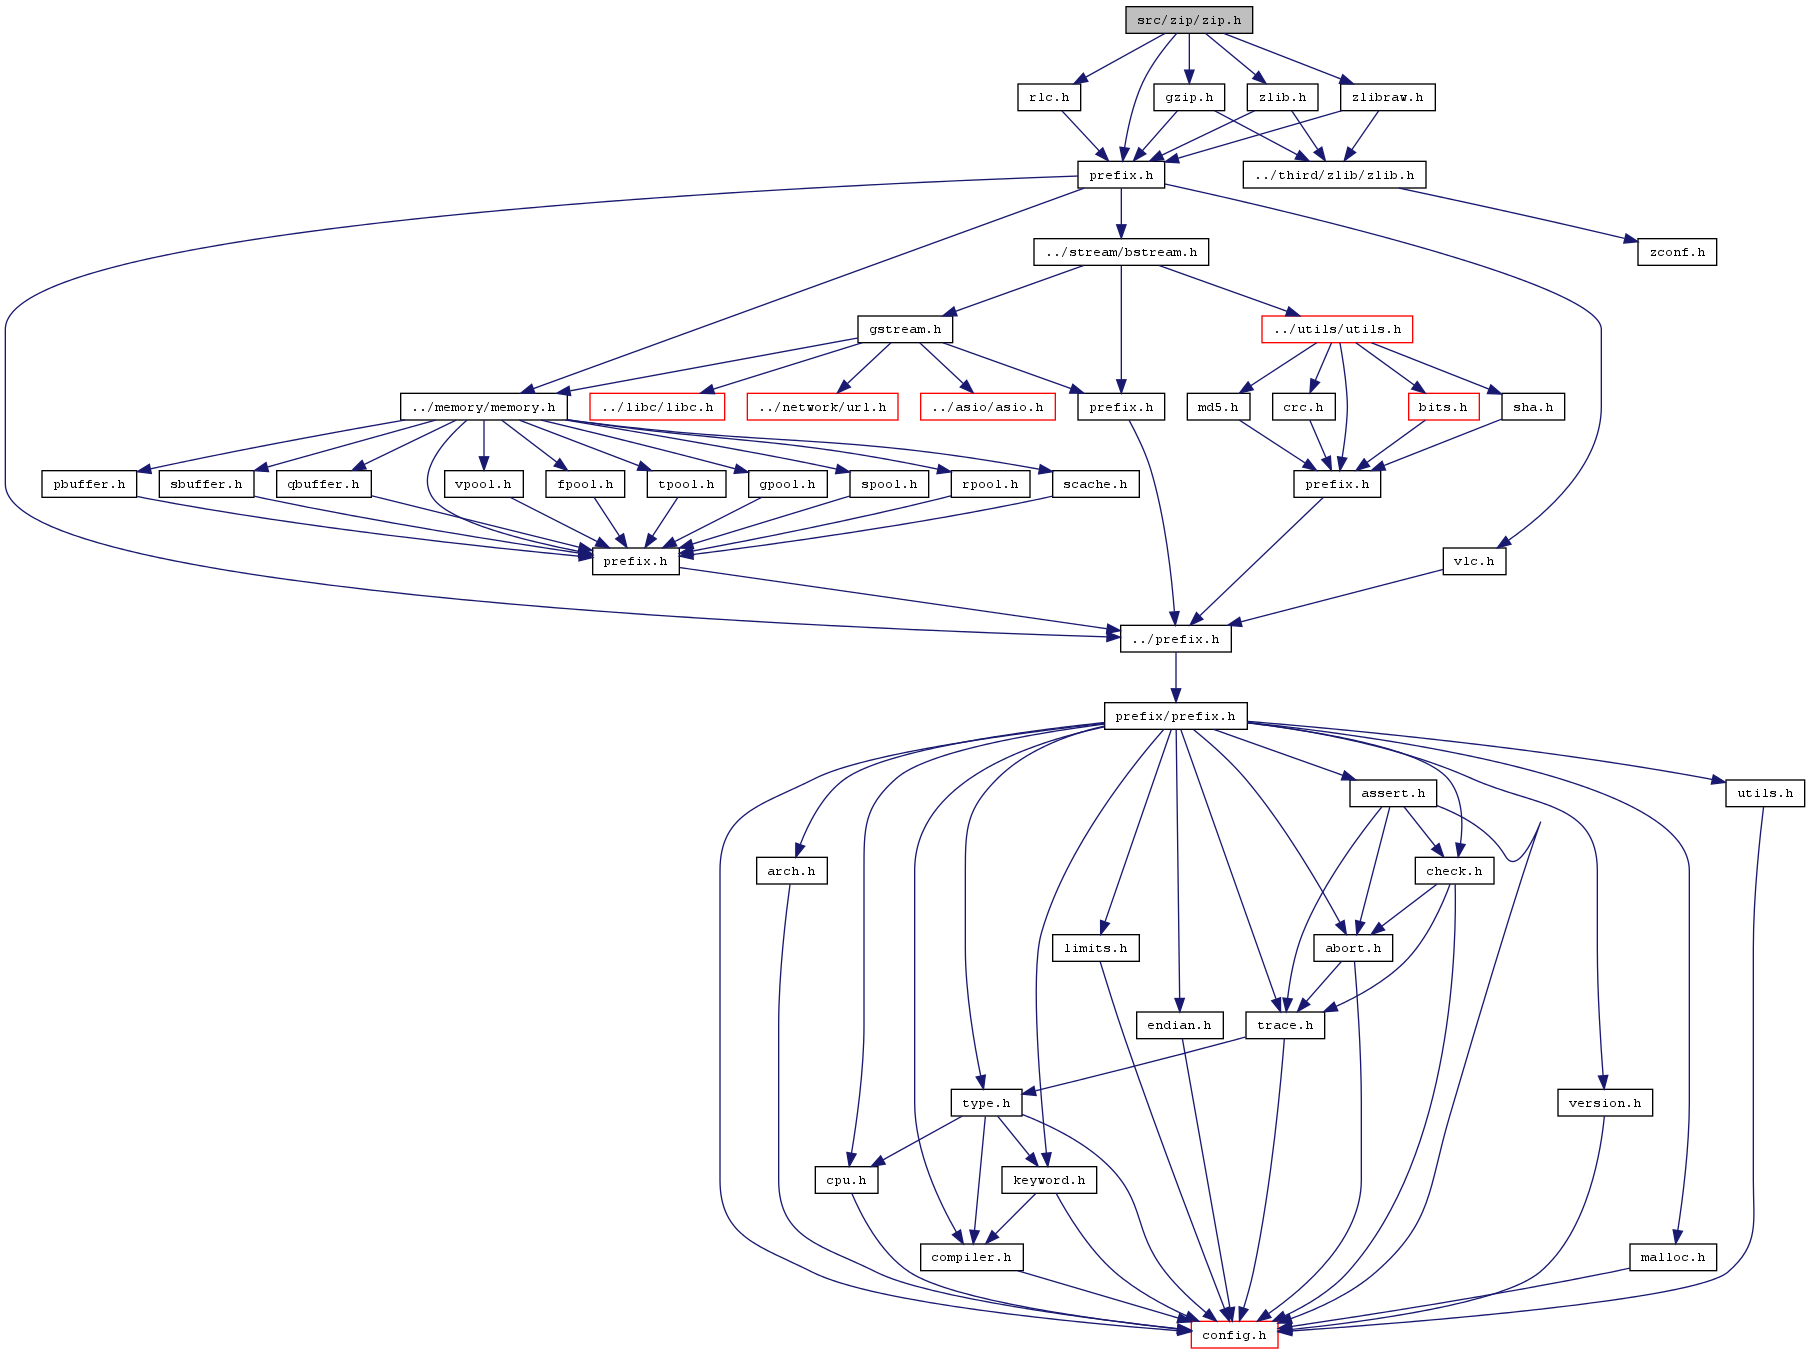 src/zip/zip.h
rlc.h
gzip.h
zlib.h
zlibraw.h
prefix.h
../third/zlib/zlib.h
../stream/bstream.h
zconf.h
gstream.h
../utils/utils.h
../memory/memory.h
../libc/libc.h
../network/url.h
../asio/asio.h
prefix.h
md5.h
crc.h
bits.h
sha.h
pbuffer.h
sbuffer.h
qbuffer.h
vpool.h
fpool.h
tpool.h
gpool.h
spool.h
rpool.h
scache.h
prefix.h
prefix.h
vlc.h
../prefix.h
prefix/prefix.h
assert.h
utils.h
arch.h
check.h
limits.h
abort.h
endian.h
trace.h
type.h
version.h
cpu.h
keyword.h
compiler.h
malloc.h
config.h